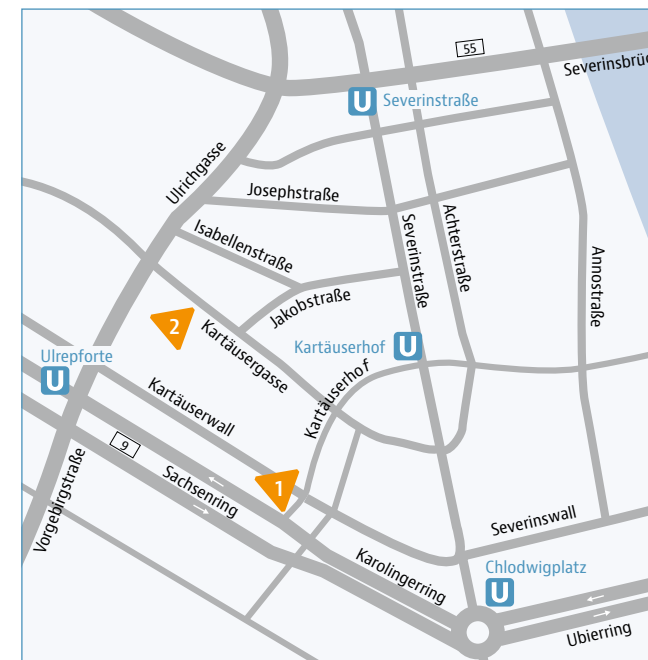 55
Severinsbrüc
U Severinstraße
Ulrichgasse
Josephstraße
Isabellenstraße
Severinstraße
Achterstraße
Annostraße
Jakobstraße
2
Kartäusergasse
Kartäuserhof U
Ulrepforte
U
Kartäuserhof
Kartäuserwall
9
Sachsenring
1
Vorgebirgstraße
Severinswall
Karolingerring
Chlodwigplatz
U
Ubierring